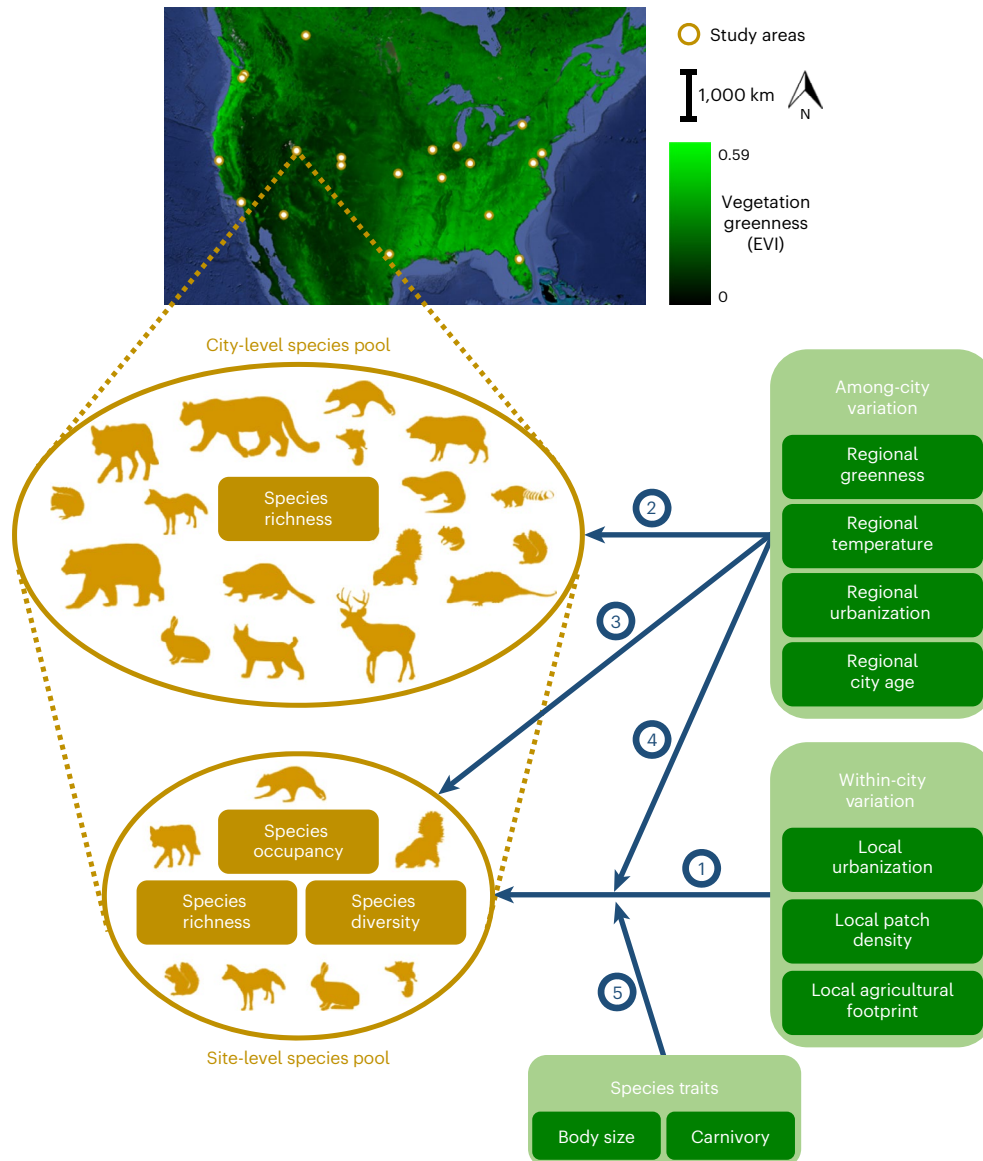 Study areas
1,000 km
N
0.59
Vegetation
greenness
(EVI)
0
City-level species pool
Species
richness
Among-city
variation
Regional
greenness
Regional
temperature
Regional
urbanization
Regional
city age
2
3
4
Species
occupancy
Species
richness
Species
diversity
Site-level species pool
1
Within-city
variation
Local
urbanization
Local patch
density
Local agricultural
footprint
5
Species traits
Body size
Carnivory